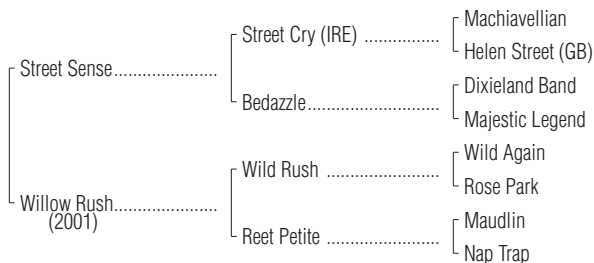 Machiavellian
Street Cry (IRE) ..................
Helen Street (GB)
Street Sense.........................
Dixieland Band
Bedazzle................................
Majestic Legend
Wild Again
Wild Rush ............................
Rose Park
Willow Rush.........................
(2001)
Maudlin
Reet Petite ...........................
Nap Trap